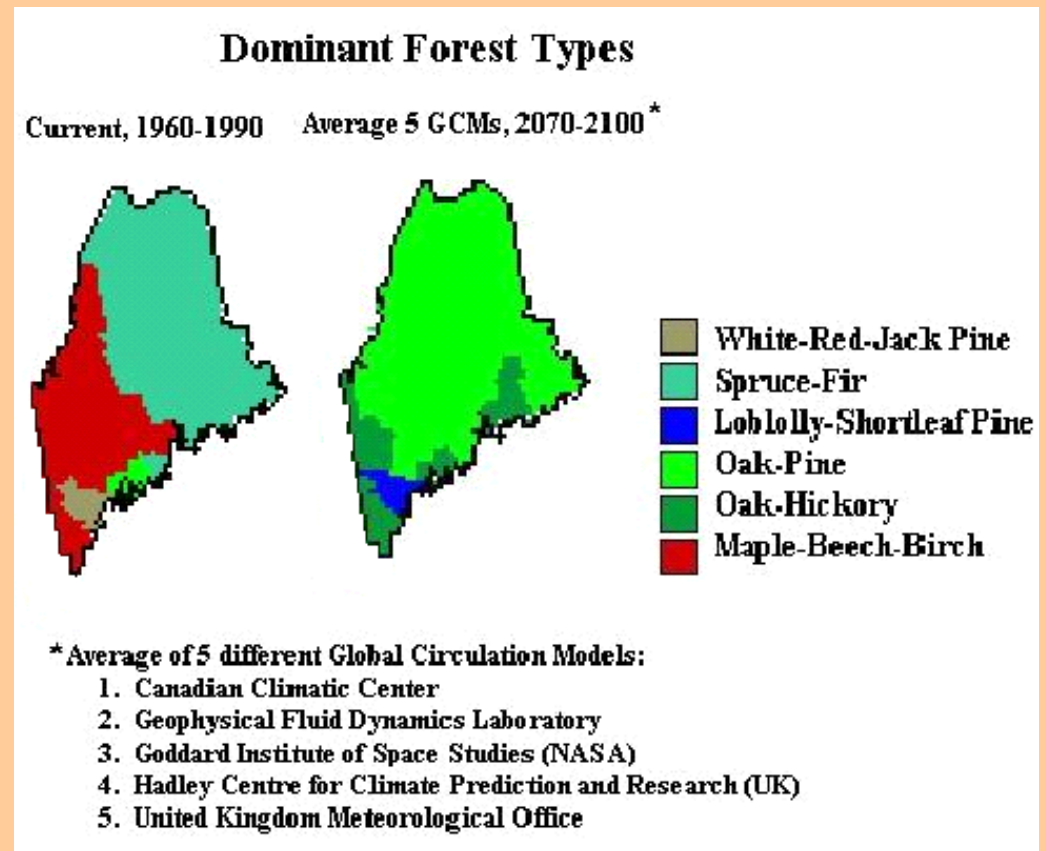 Dominant Forest Types
Current, 1960-1990
Average 5 GCMs, 2070-2100*
White-Red-Jack Pine
Spruce-Fir
Loblolly-Shortleaf Pine
Oak-Pine
Oak-Hickory
Maple-Beech-Birch
*Average of 5 different Global Circulation Models:
1. Canadian Climatic Center
2. Geophysical Fluid Dynamics Laboratory
3. Goddard Institute of Space Studies (NASA)
4. Hadley Centre for Climate Prediction and Research (UK)
5. United Kingdom Meteorological Office